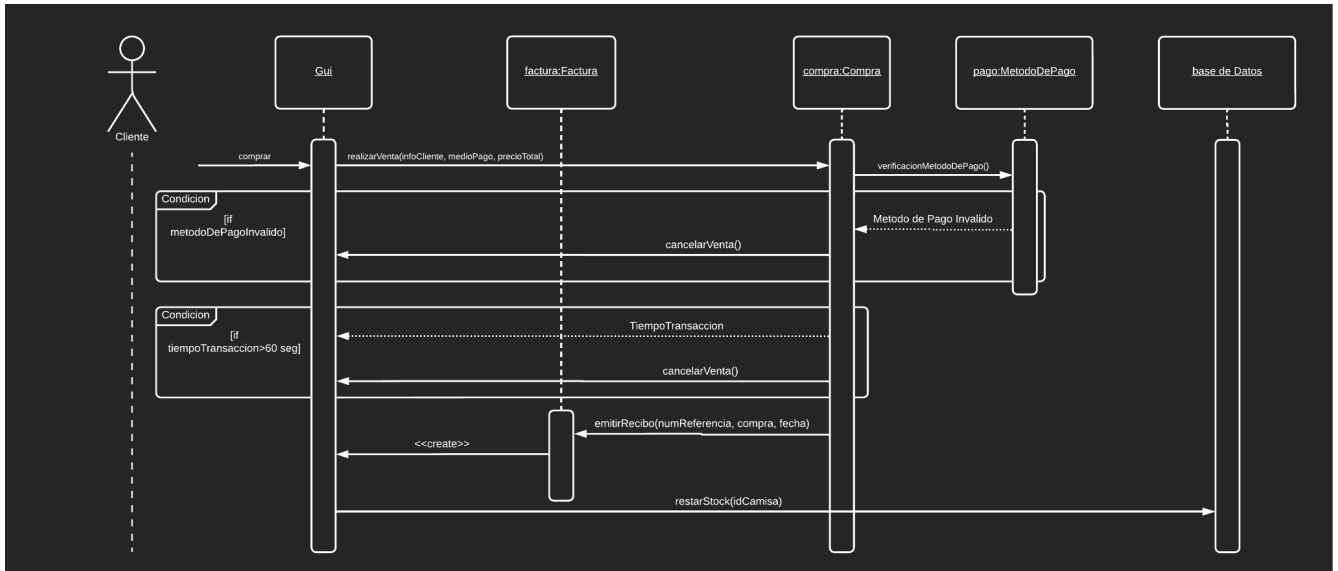 Gui
factura:Factura
compra:Compra
pago:MetodoDePago
base de Datos
Cliente
comprar
realizarVenta(infoCliente, medioPago, precioTotal)
verificacionMetodoDePago()
Condicion
[if
metodoDePagoInvalido]
Metodo de Pago Invalido
cancelarVenta()
Condicion
[if
tiempoTransaccion>60 seg]
TiempoTransaccion
cancelarVenta()
emitirRecibo(numReferencia, compra, fecha)
<<create>>
restarStock(idCamisa)